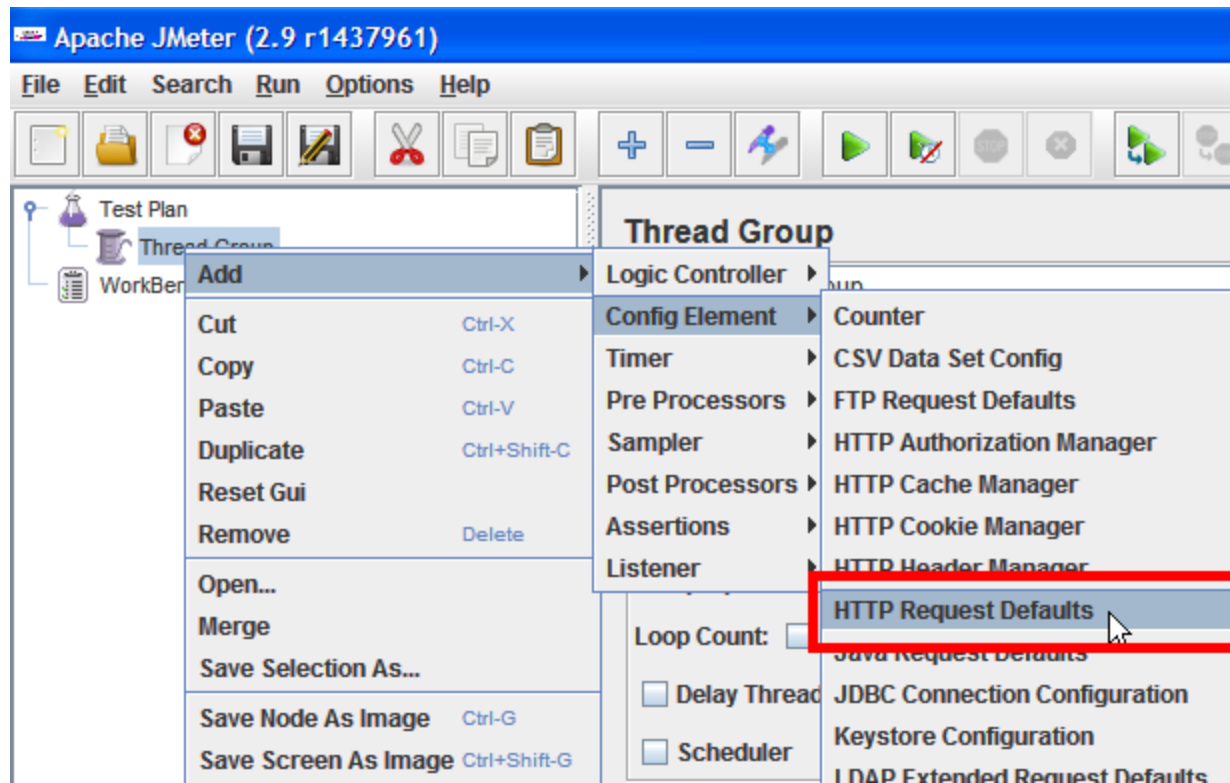 Apache JMeter (2.9 r1437961)
File Edit Search Run Options Help
STOP
Test Plan
Thread Group
WorkBen
Thread Group
Add
Cut Ctrl-X
Copy Ctrl-C
Paste Ctrl-V
Duplicate Ctrl+Shift-C
Reset Gui
Remove Delete
Open...
Merge
Save Selection As...
Save Node As Image Ctrl-G
Save Screen As Image Ctrl+Shift-G
Logic Controller
Config Element
Timer
Pre Processors
Sampler
Post Processors
Assertions
Listener
Counter
CSV Data Set Config
FTP Request Defaults
HTTP Authorization Manager
HTTP Cache Manager
HTTP Cookie Manager
HTTP Header Manager
HTTP Request Defaults
Java Request Defaults
JDBC Connection Configuration
Keystore Configuration
LDAP Extended Request Defaults
Loop Count:
Delay Thread
Scheduler